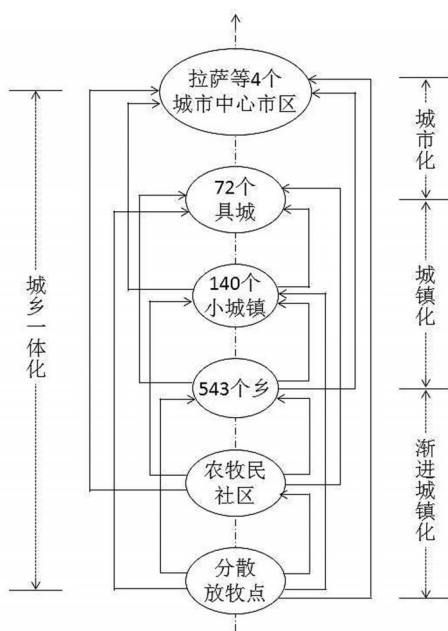 拉萨等4个
城市中心市区
72个
具城
140个
小城镇
543个乡
农牧民
社区
分散
放牧点
城乡一体化
城市化
城镇化
渐进城镇化